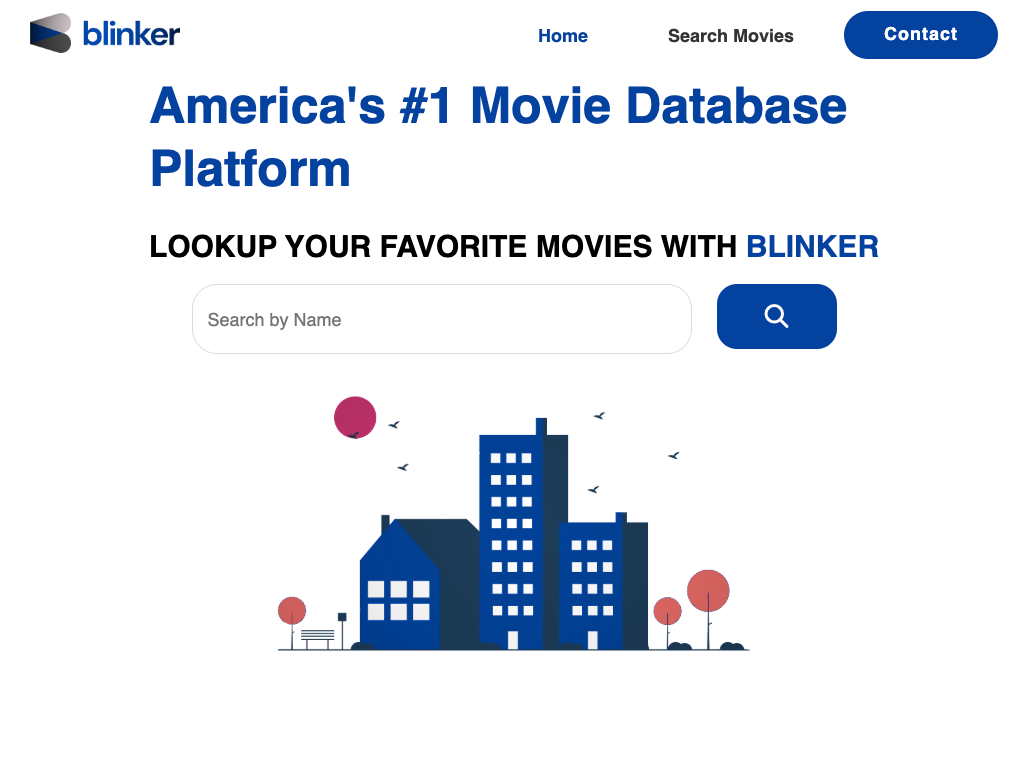 blinker
Home
Search Movies
Contact
America's #1 Movie Database
Platform
LOOKUP YOUR FAVORITE MOVIES WITH BLINKER
Search by Name